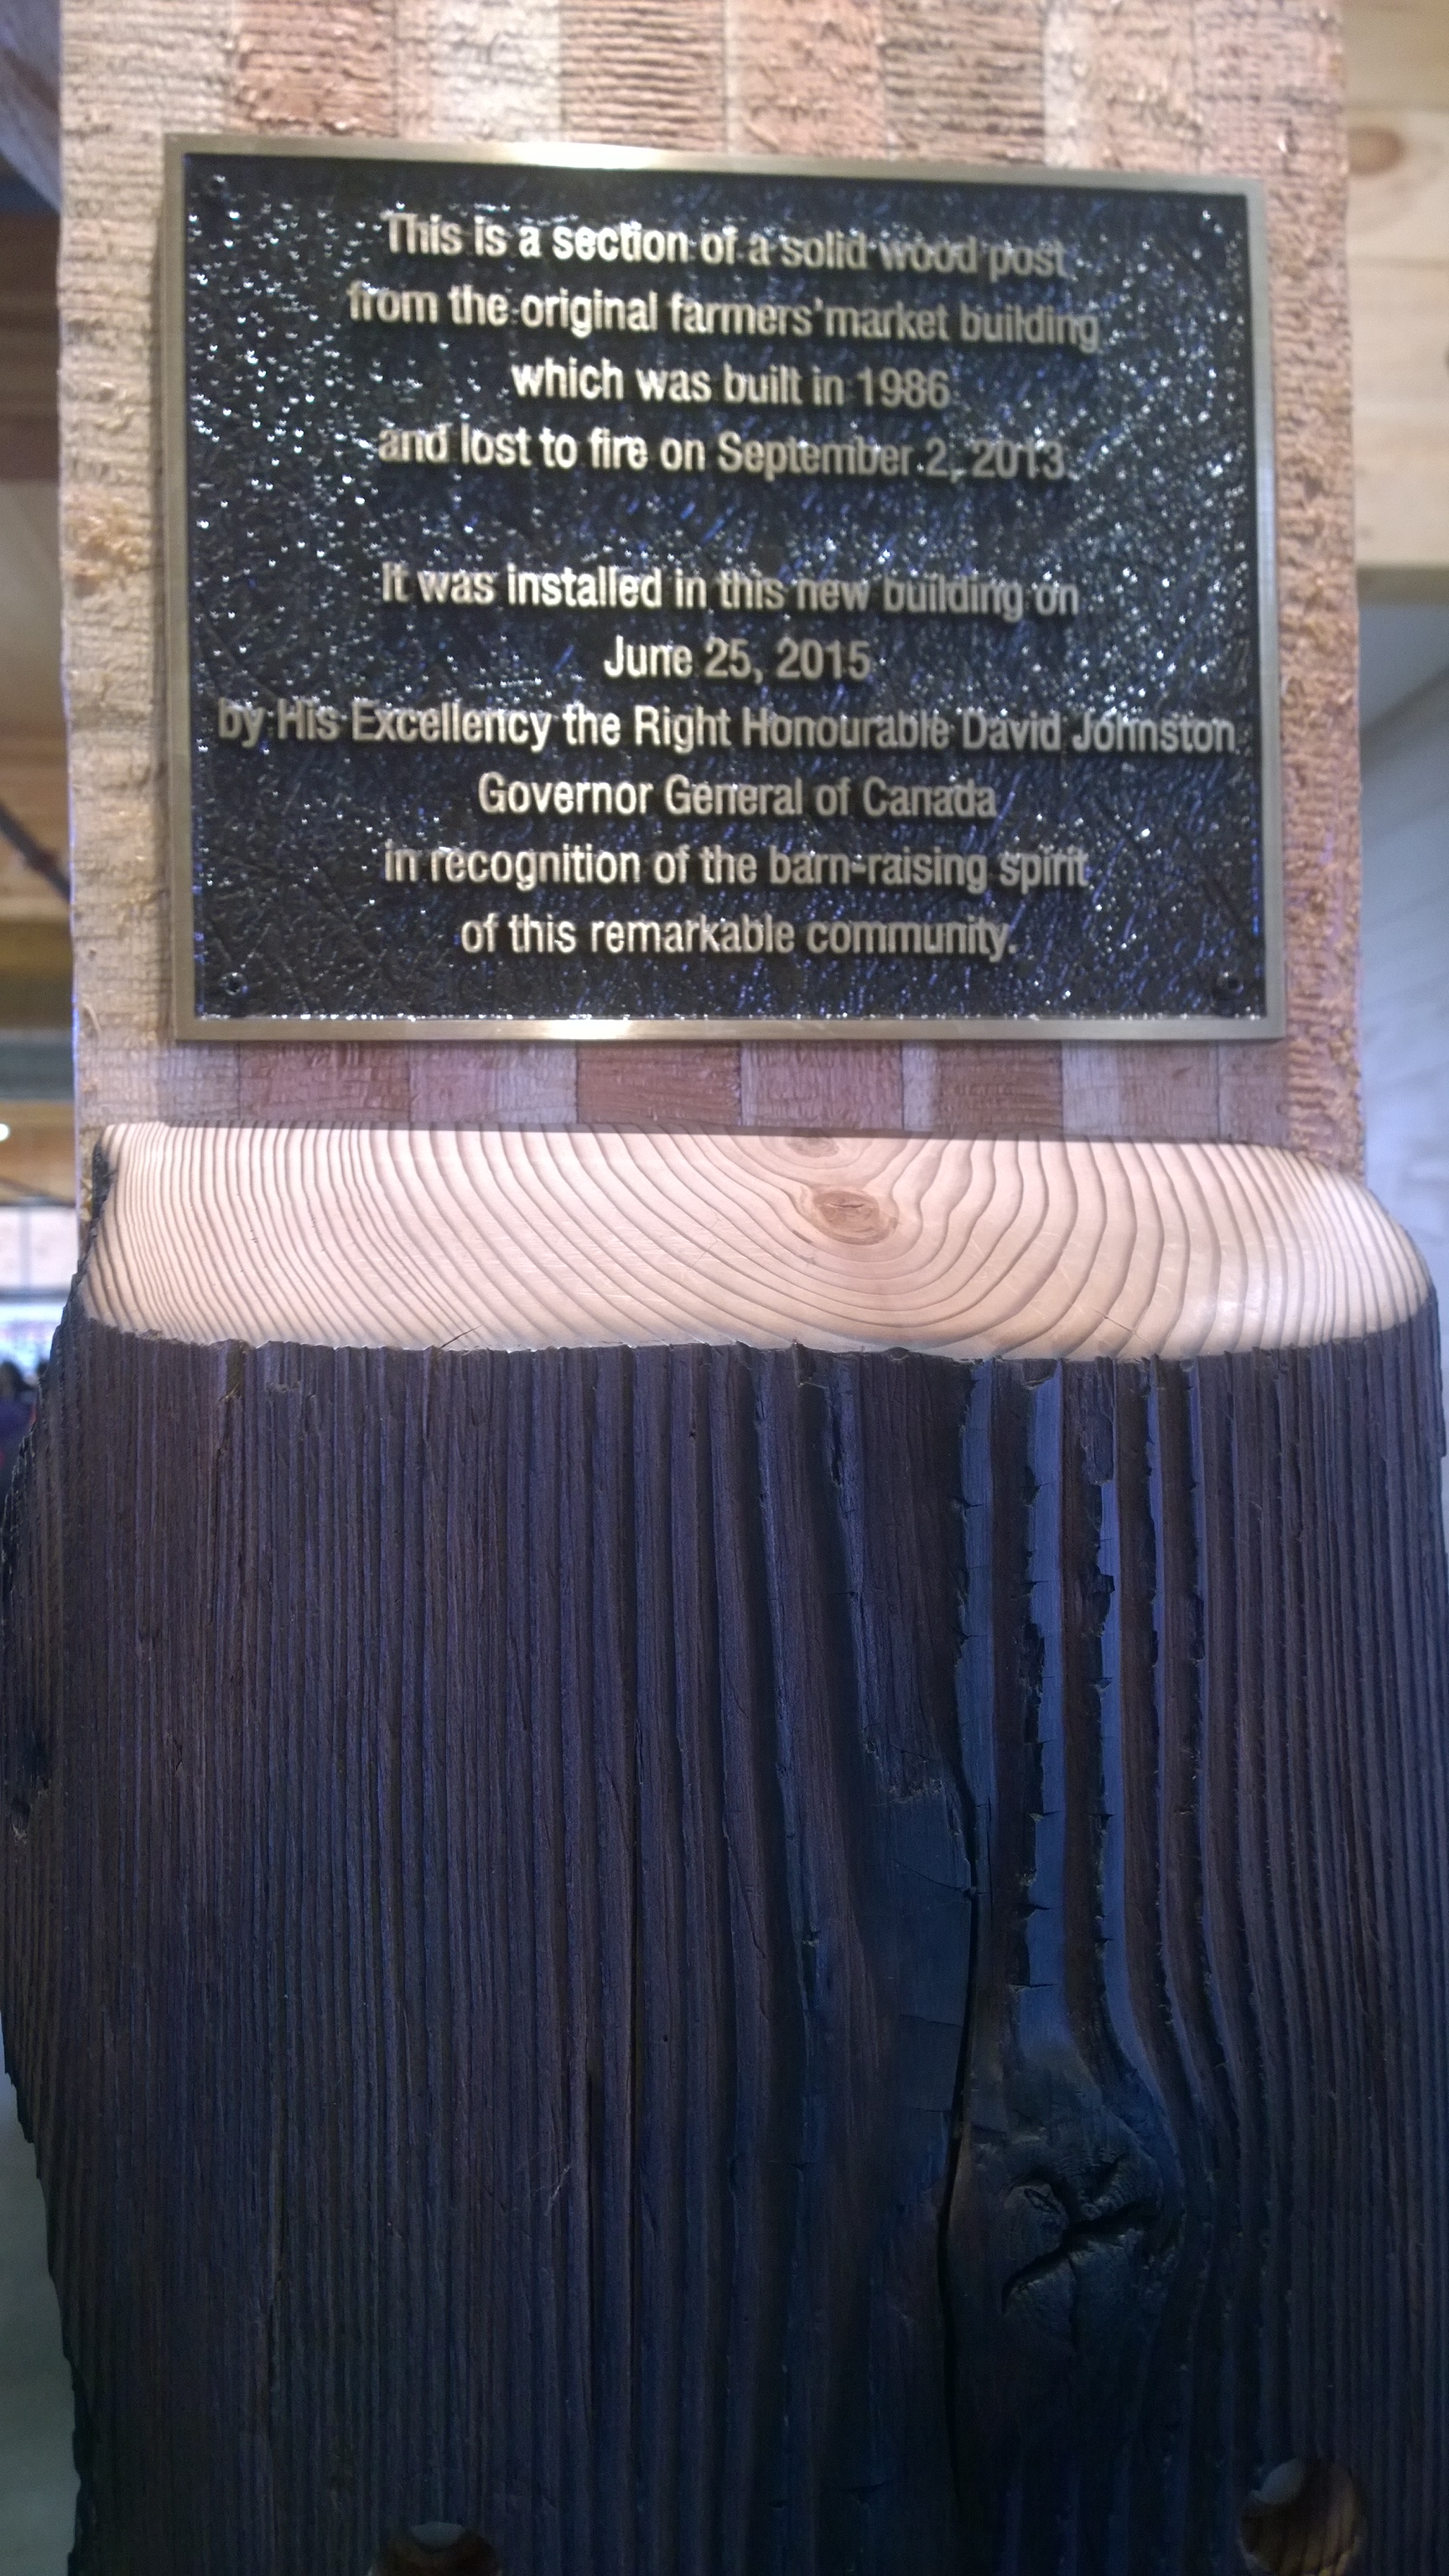 This is a section of a solid wood post
from the original farmers' market building
which was built in 1986
and lost to fire on September 2, 2013.
It was installed in this new building on
June 25, 2015
by His Excellency the Right Honourable David Johnston
Governor General of Canada
in recognition of the barn-raising spirit
of this remarkable community.